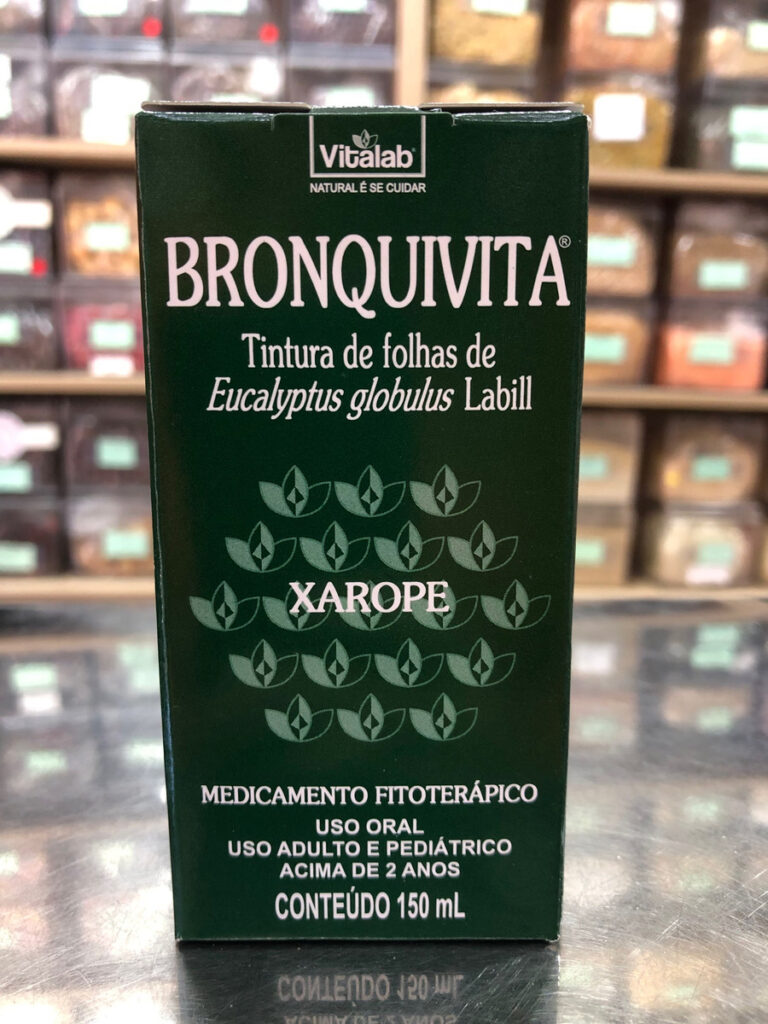 Vitalab
NATURAL É SE CUIDAR
BRONQUIVITA®
Tintura de folhas de
Eucalyptus globulus Labill
XAROPE
MEDICAMENTO FITOTERÁPICO
USO ORAL
USO ADULTO E PEDIÁTRICO
ACIMA DE 2 ANOS
CONTEÚDO 150 mL